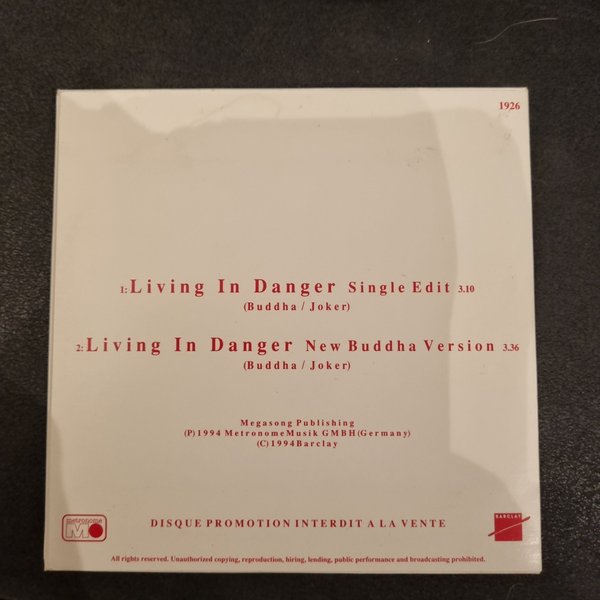 1926
1: Living In Danger Single Edit 3.10
(Buddha / Joker)
2: Living In Danger New Buddha Version 3.36
(Buddha / Joker)
Megasong Publishing
(P) 1994 MetronomeMusik GMBH (Germany)
(C) 1994 Barclay
metronome
DISQUE PROMOTION INTERDIT A LA VENTE
BARCLAY
All rights reserved. Unauthorized copying, reproduction, hiring, lending, public performance and broadcasting prohibited.